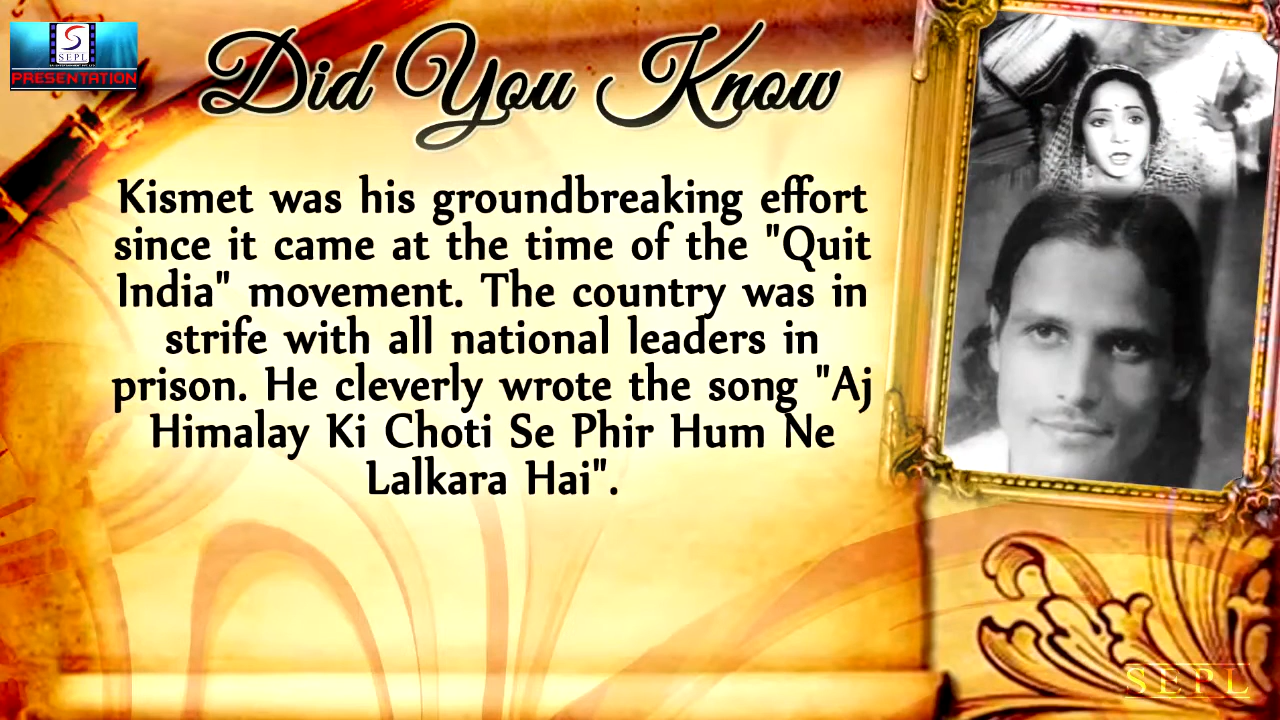 SEPL
PRESENTATION
Did You Know
Kismet was his groundbreaking effort
since it came at the time of the "Quit
India" movement. The country was in
strife with all national leaders in
prison. He cleverly wrote the song "Aj
Himalay Ki Choti Se Phir Hum Ne
Lalkara Hai".
SEPL